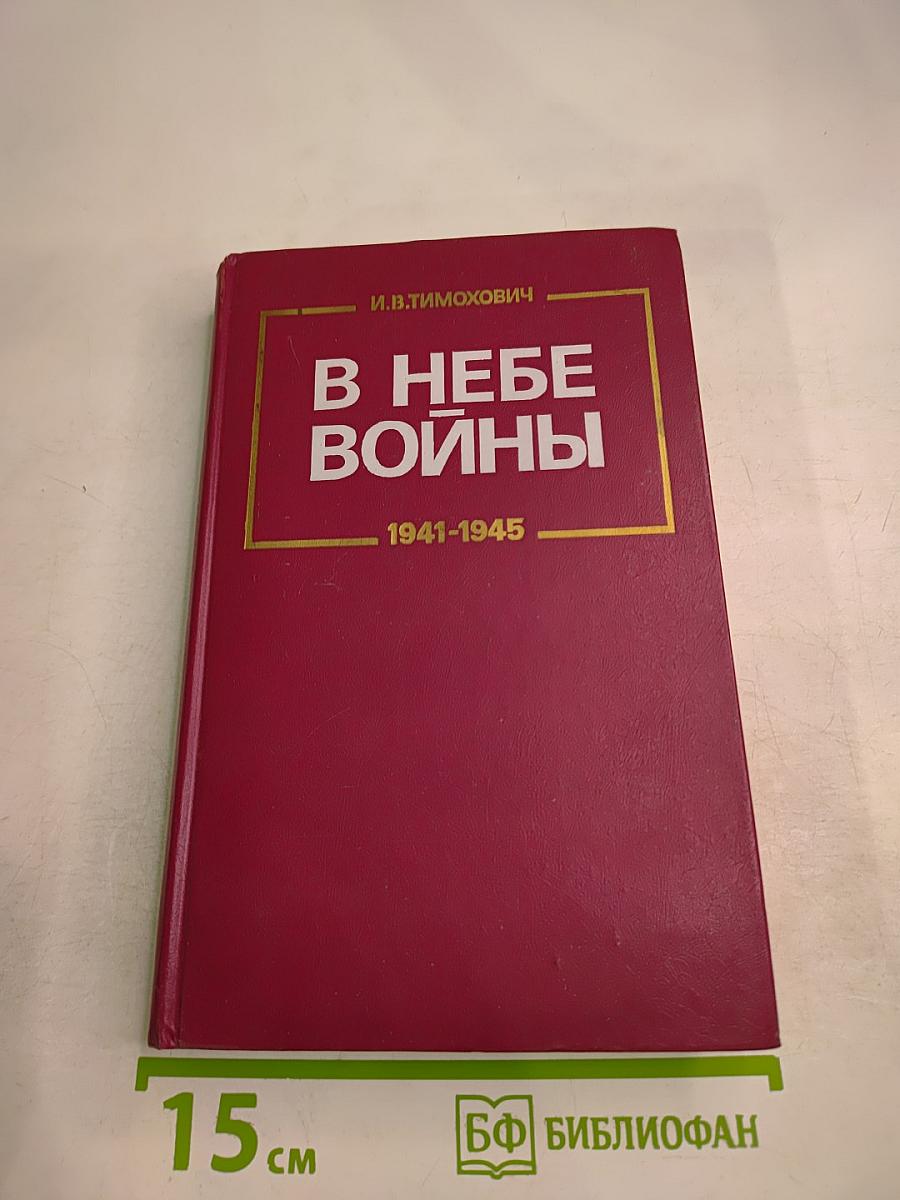 И.В.ТИМОХОВИЧ
В НЕБЕ
ВОЙНЫ
1941-1945
15 см
БФ БИБЛИОФАН